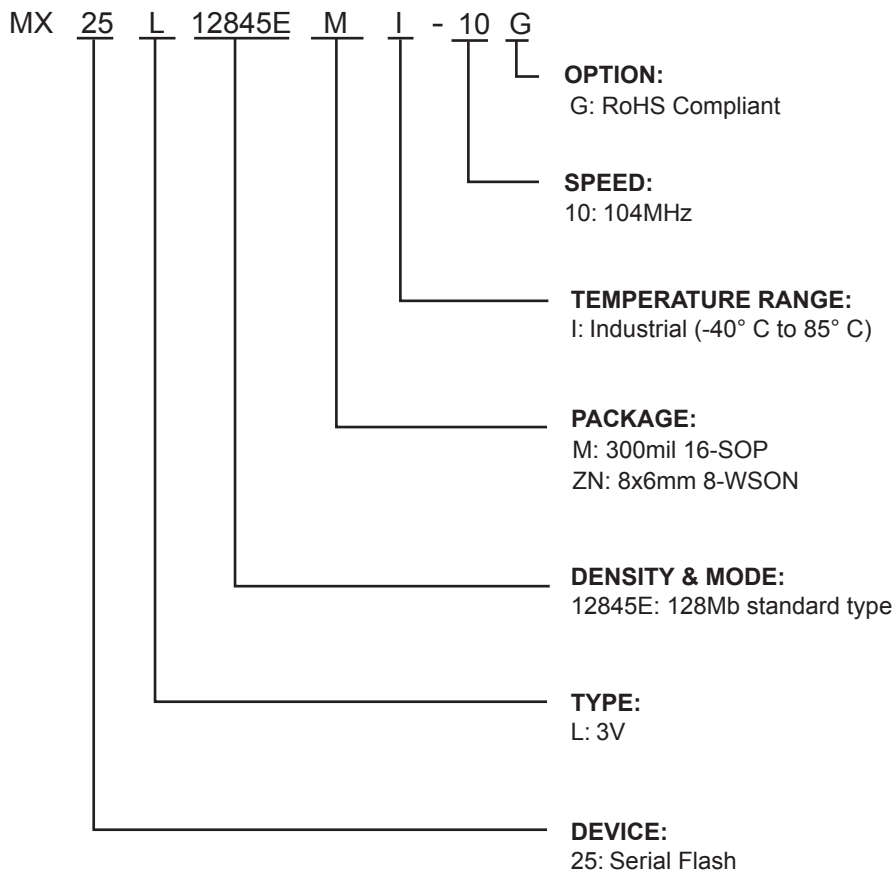 MX 25 L 12845E M I - 10 G
OPTION:
G: RoHS Compliant
SPEED:
10: 104MHz
TEMPERATURE RANGE:
I: Industrial (-40° C to 85° C)
PACKAGE:
M: 300mil 16-SOP
ZN: 8x6mm 8-WSON
DENSITY & MODE:
12845E: 128Mb standard type
TYPE:
L: 3V
DEVICE:
25: Serial Flash